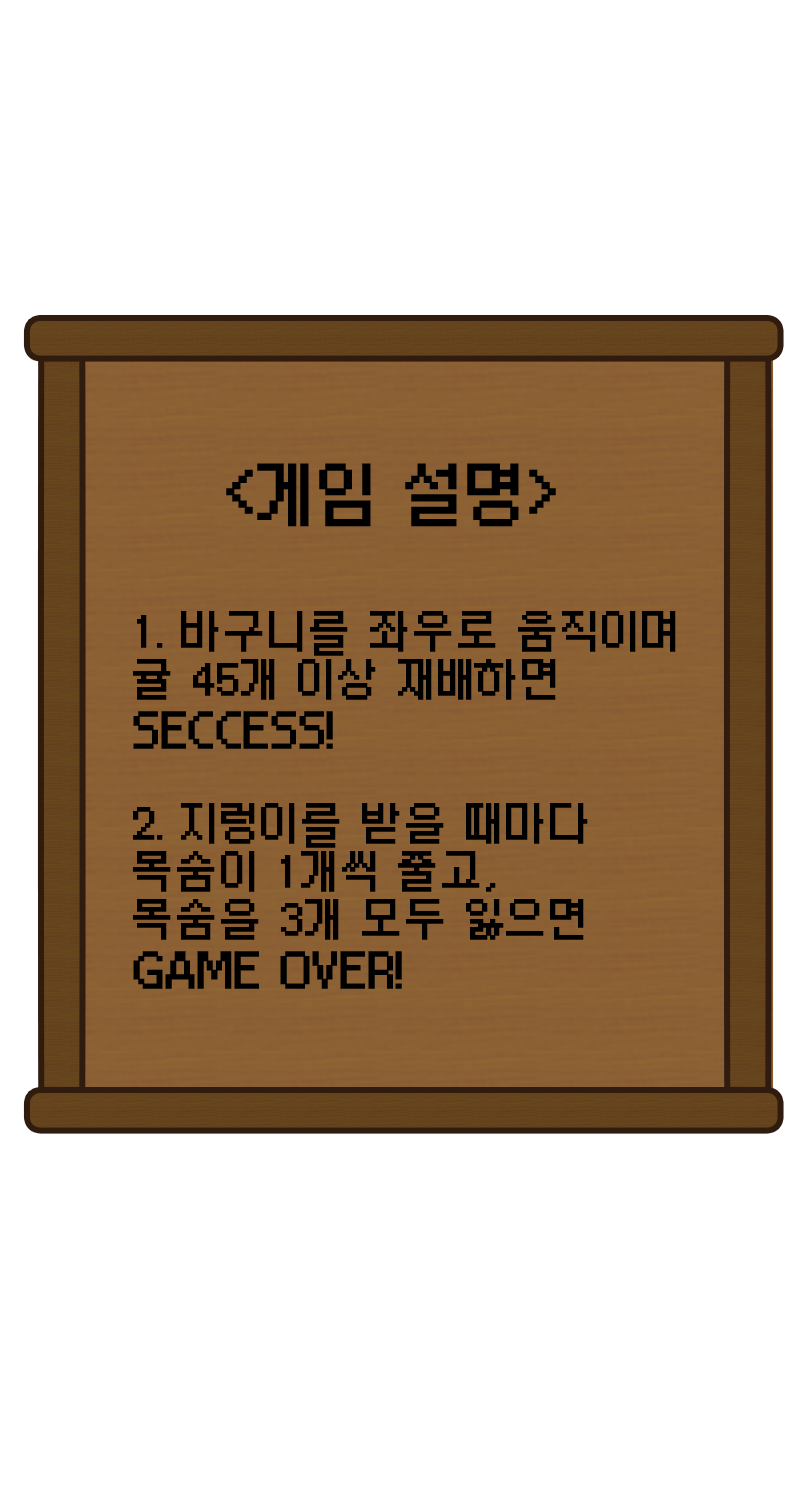 <게임 설명>
1. 바구니를 좌우로 움직이며
귤 45개 이상 재배하면
SECCESS!
2. 지렁이를 받을 때마다
목숨이 1개씩 줄고,
목숨을 3개 모두 잃으면
GAME OVER!